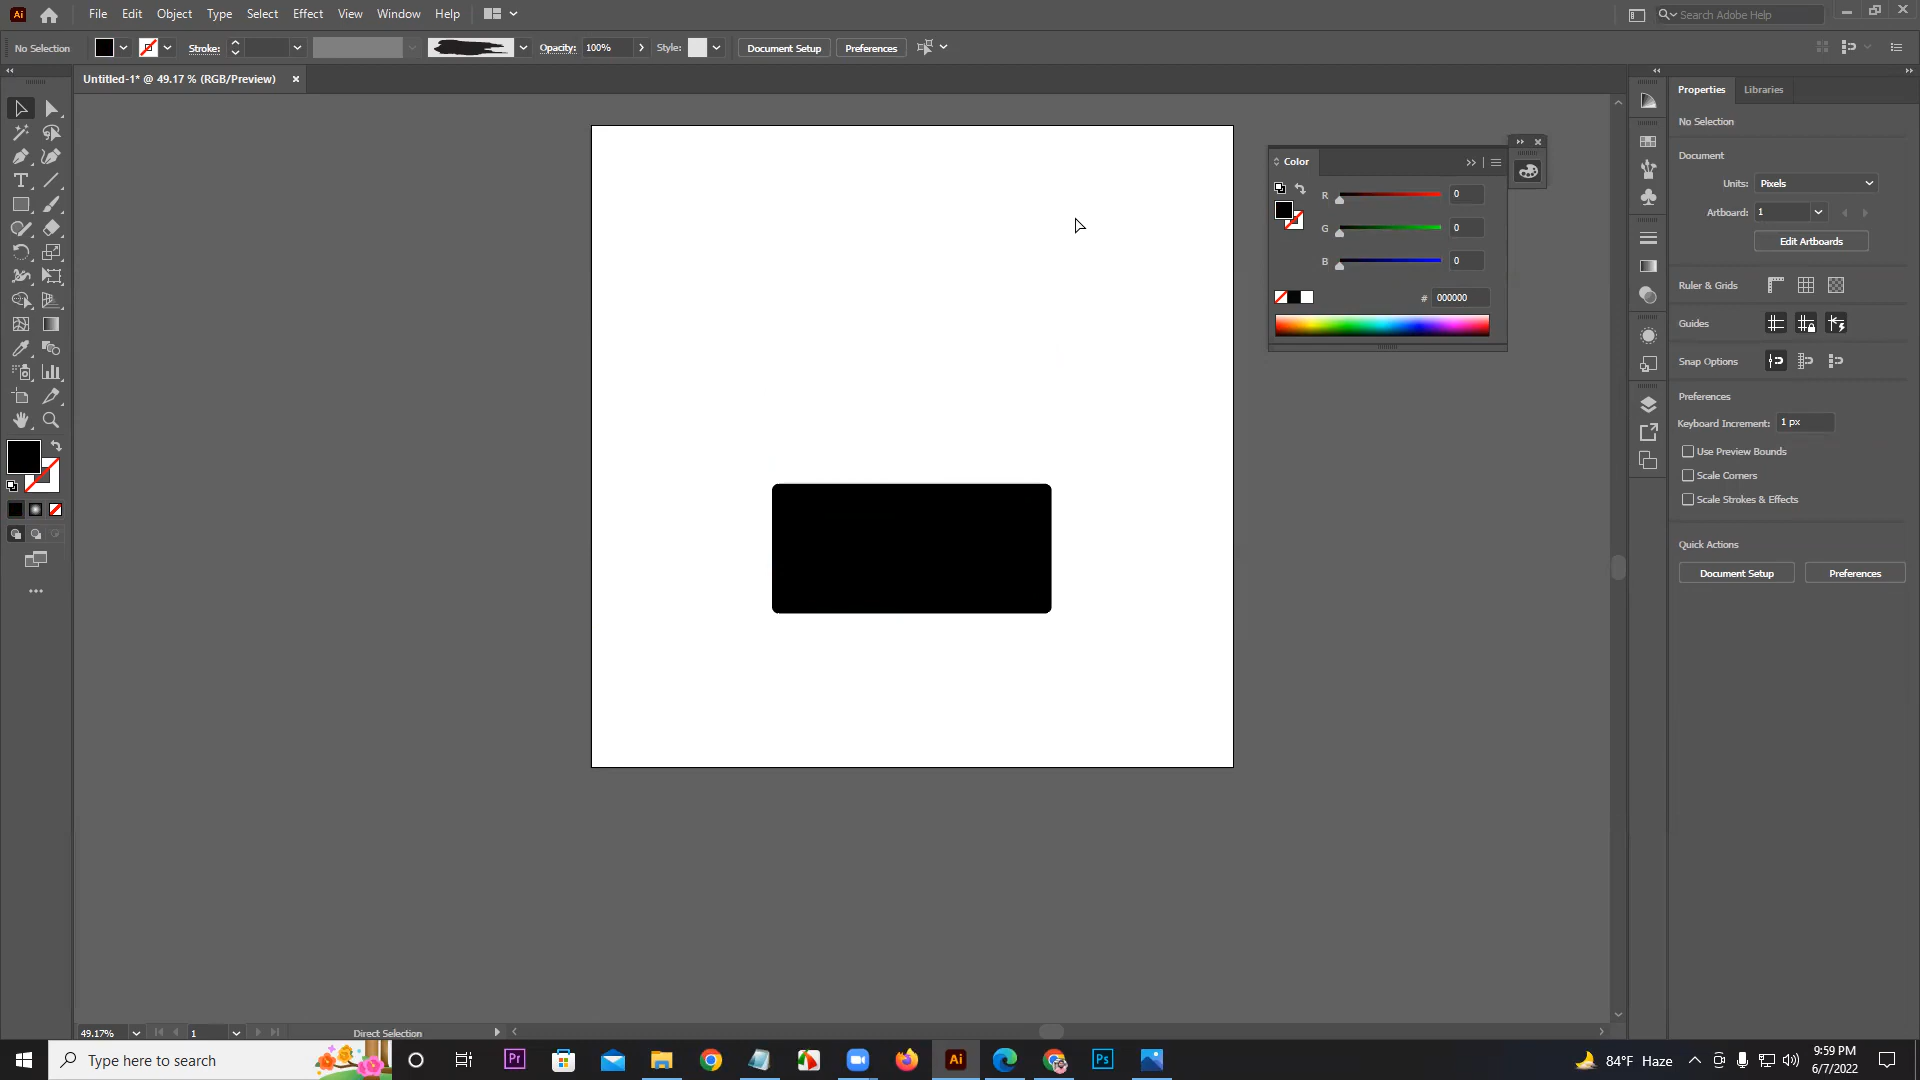 Ai File Edit Object Type Select Effect View Window Help Search Adobe Help
No Selection Stroke: Opacity: 100% Style: Document Setup Preferences
Untitled-1* @ 49.17 % (RGB/Preview) ×
Properties Libraries
No Selection
Document
Units: Pixels
Artboard: 1
Edit Artboards
Ruler & Grids
Guides
Snap Options
Preferences
Keyboard Increment: 1 px
Use Preview Bounds
Scale Corners
Scale Strokes & Effects
Quick Actions
Document Setup Preferences
Color
R 0
G 0
B 0
# 000000
T
49.17% 1 Direct Selection
Type here to search Pr Ai Ps 84°F Haze 9:59 PM
6/7/2022